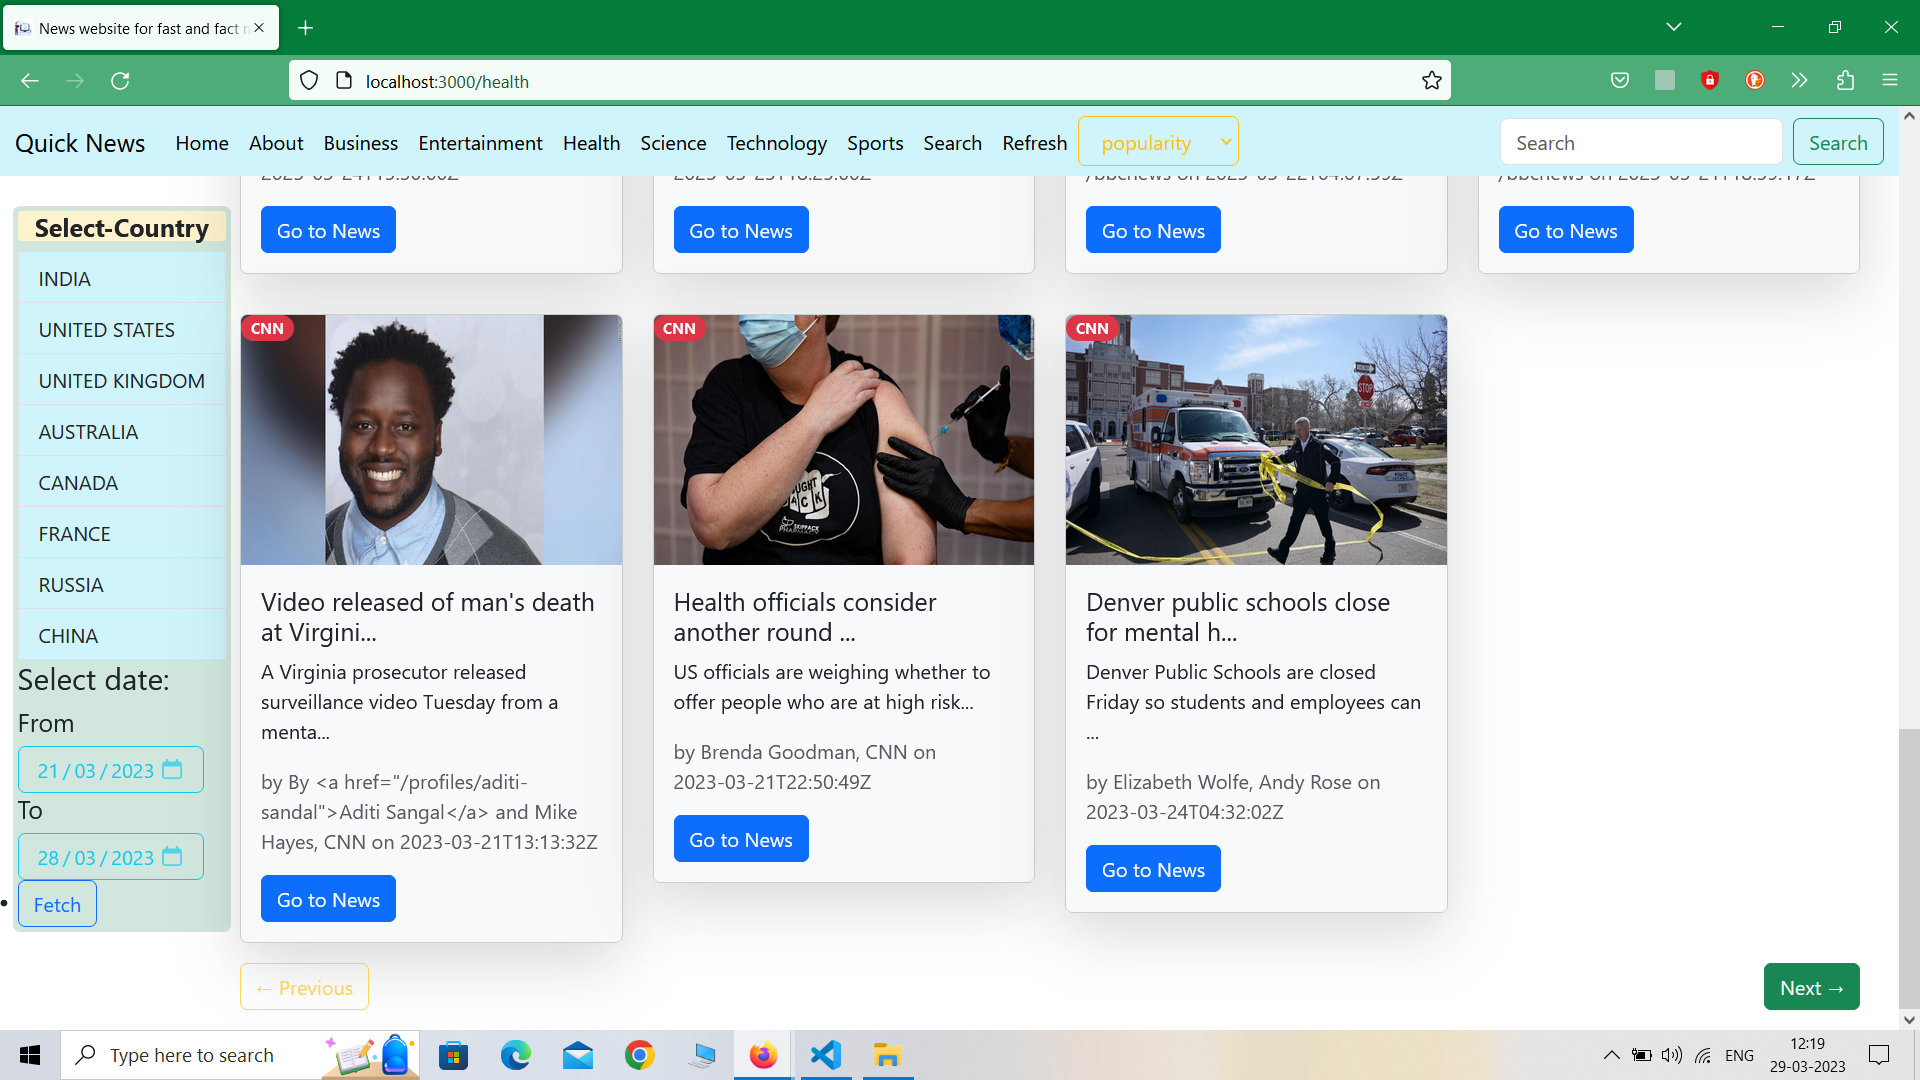 News website for fast and fact n
localhost:3000/health
Quick News Home About Business Entertainment Health Science Technology Sports Search Refresh popularity Search Search
Select-Country
INDIA
UNITED STATES
UNITED KINGDOM
AUSTRALIA
CANADA
FRANCE
RUSSIA
CHINA
Select date:
From
21 / 03 / 2023
To
28 / 03 / 2023
Fetch
Go to News
Go to News
Go to News
Go to News
CNN
Video released of man's death
at Virgini...
A Virginia prosecutor released
surveillance video Tuesday from a
menta...
by By <a href="/profiles/aditi-
sandal">Aditi Sangal</a> and Mike
Hayes, CNN on 2023-03-21T13:13:32Z
Go to News
CNN
SKIPPACK
PHARMACY
Health officials consider
another round ...
US officials are weighing whether to
offer people who are at high risk...
by Brenda Goodman, CNN on
2023-03-21T22:50:49Z
Go to News
CNN
STOP
Denver public schools close
for mental h...
Denver Public Schools are closed
Friday so students and employees can
...
by Elizabeth Wolfe, Andy Rose on
2023-03-24T04:32:02Z
Go to News
← Previous
Next →
Type here to search
ENG
12:19
29-03-2023